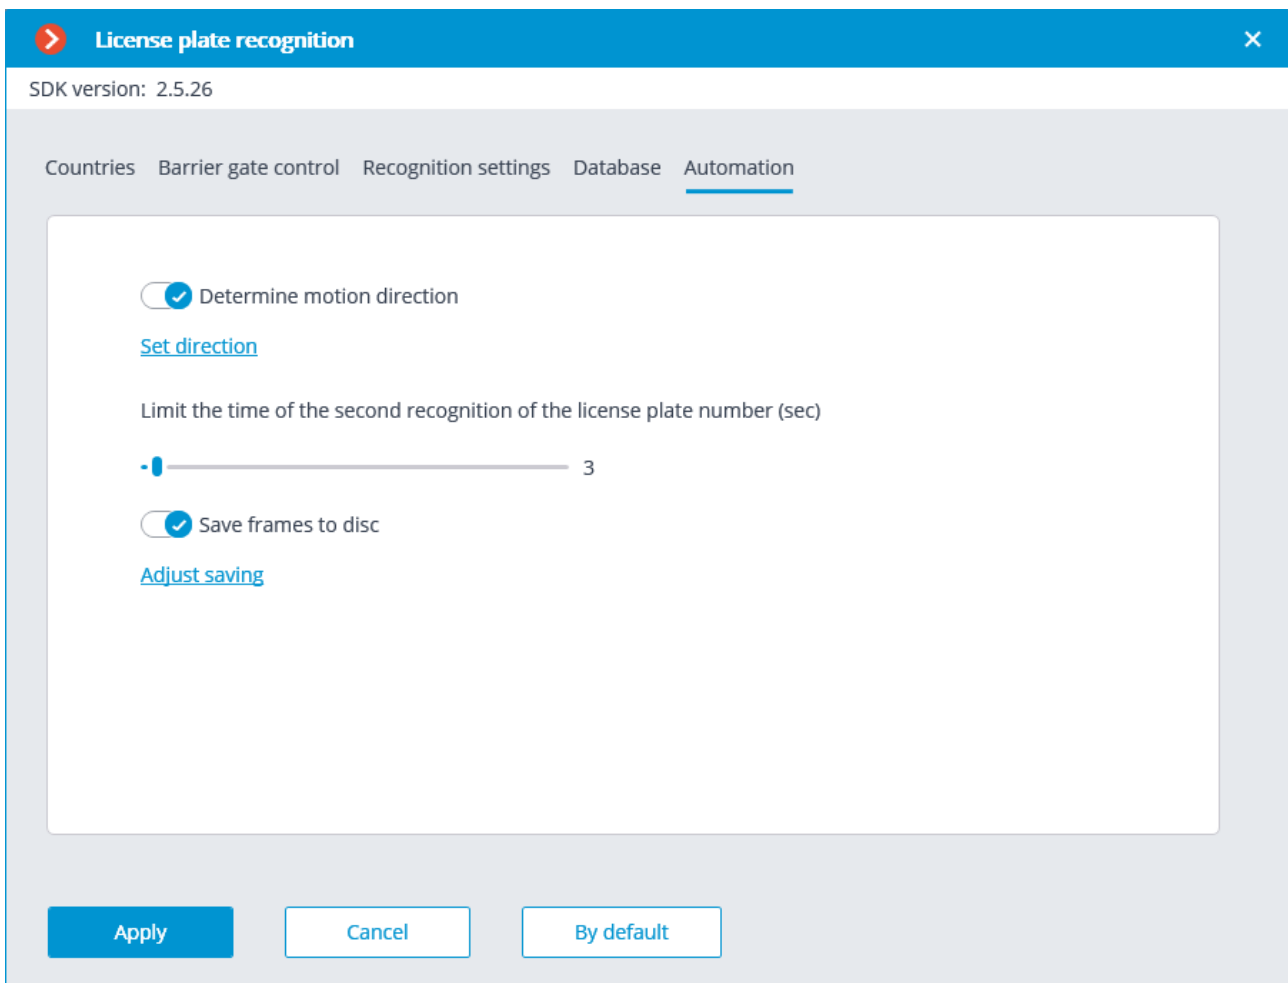 License plate recognition
SDK version: 2.5.26
Countries Barrier gate control Recognition settings Database Automation
Determine motion direction
Set direction
Limit the time of the second recognition of the license plate number (sec)
3
Save frames to disc
Adjust saving
Apply Cancel By default